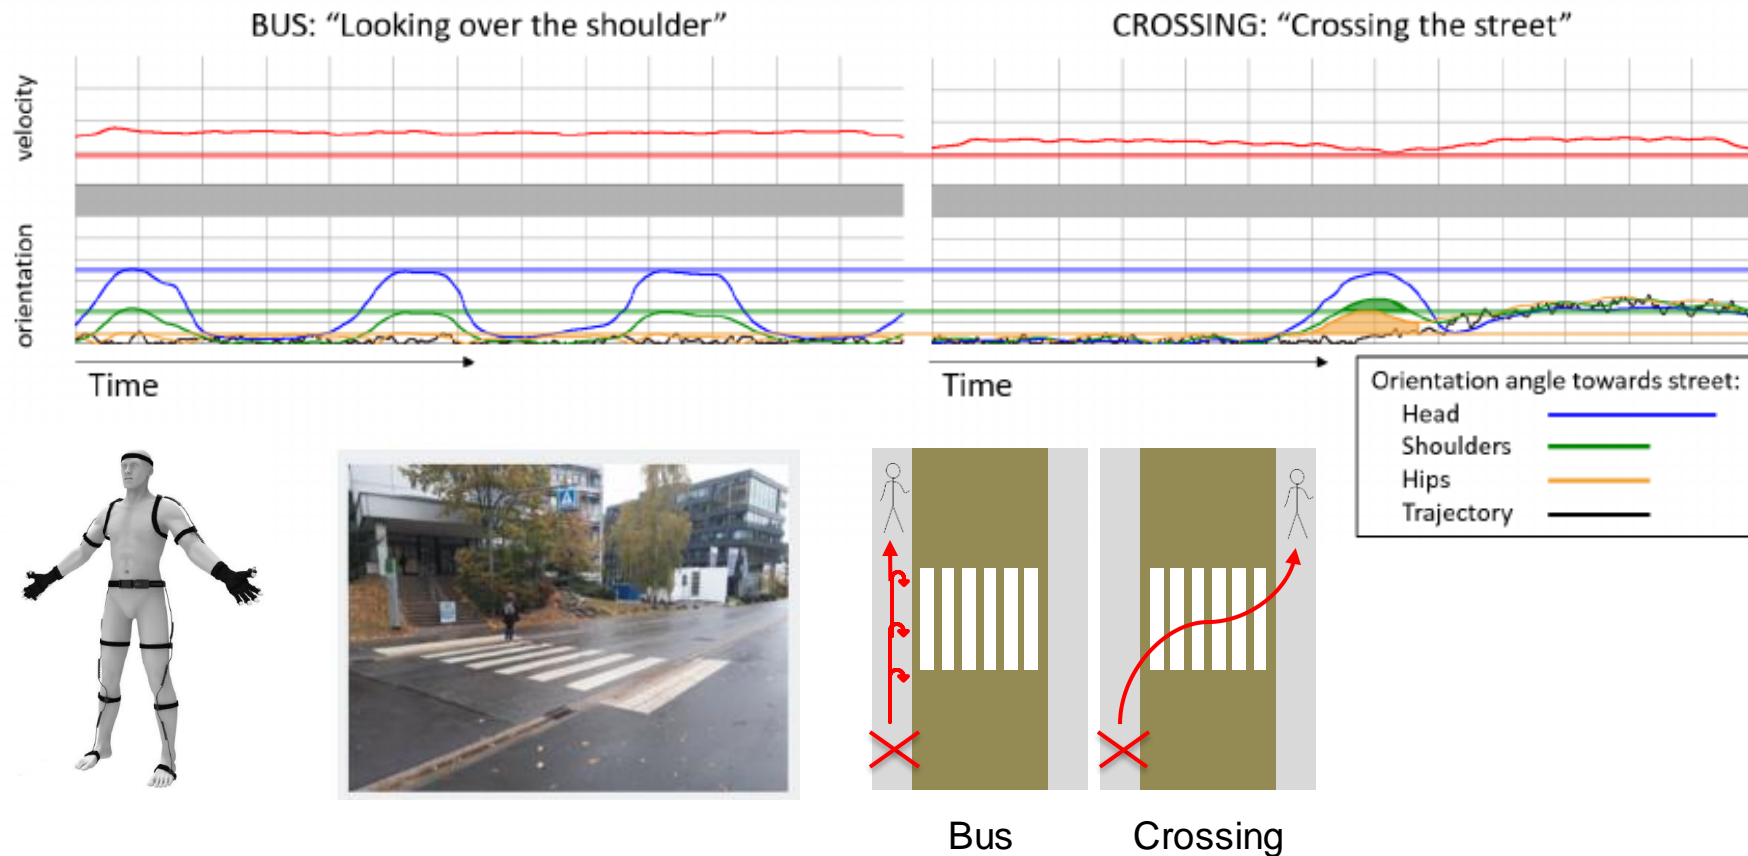 BUS: “Looking over the shoulder”
CROSSING: “Crossing the street”
velocity
orientation
Time
Time
Orientation angle towards street:
Head
Shoulders
Hips
Trajectory
Bus
Crossing